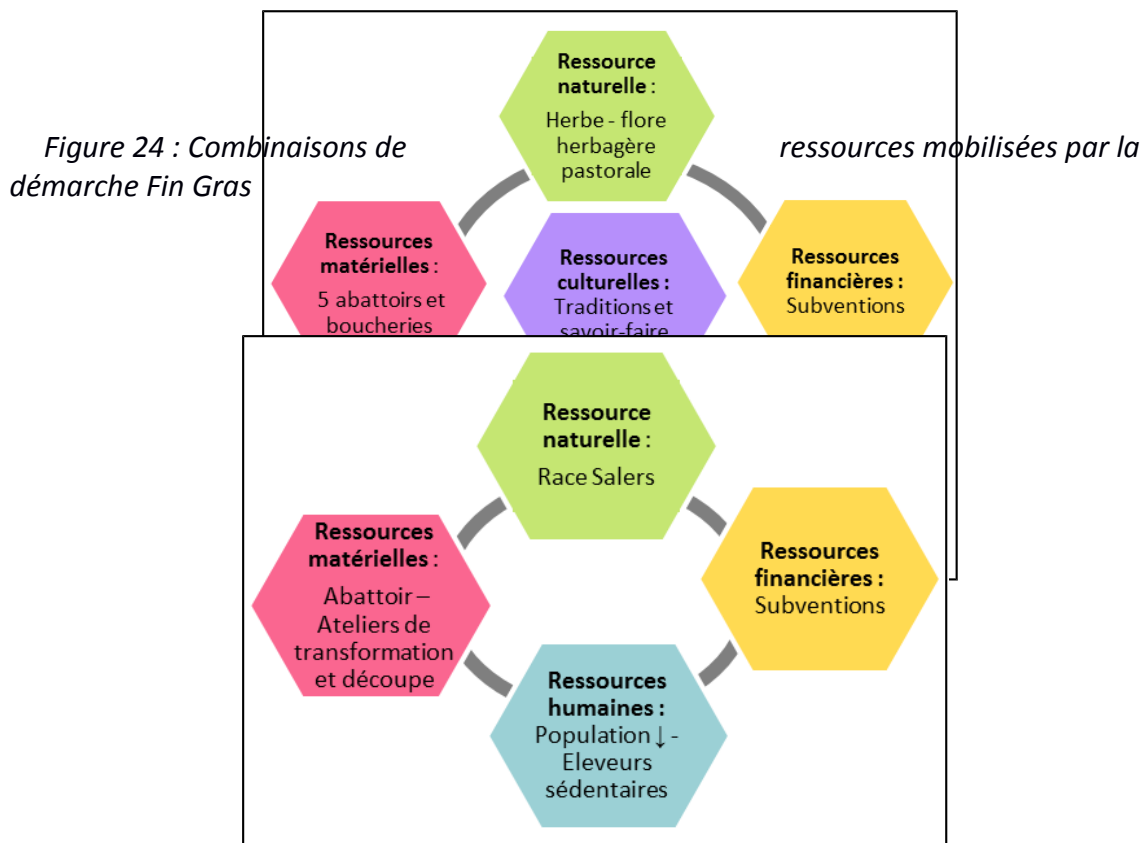 Ressource
naturelle :
Herbe - flore
herbagère
pastorale
Figure 24 : Combinaisons de ressources mobilisées par la
démarche Fin Gras
Ressources
matérielles :
5 abattoirs et
boucheries
Ressources
culturelles :
Traditions et
savoir-faire
Ressources
financières :
Subventions
Ressource
naturelle :
Race Salers
Ressources
matérielles :
Abattoir –
Ateliers de
transformation
et découpe
Ressources
financières :
Subventions
Ressources
humaines :
Population ↓ -
Eleveurs
sédentaires